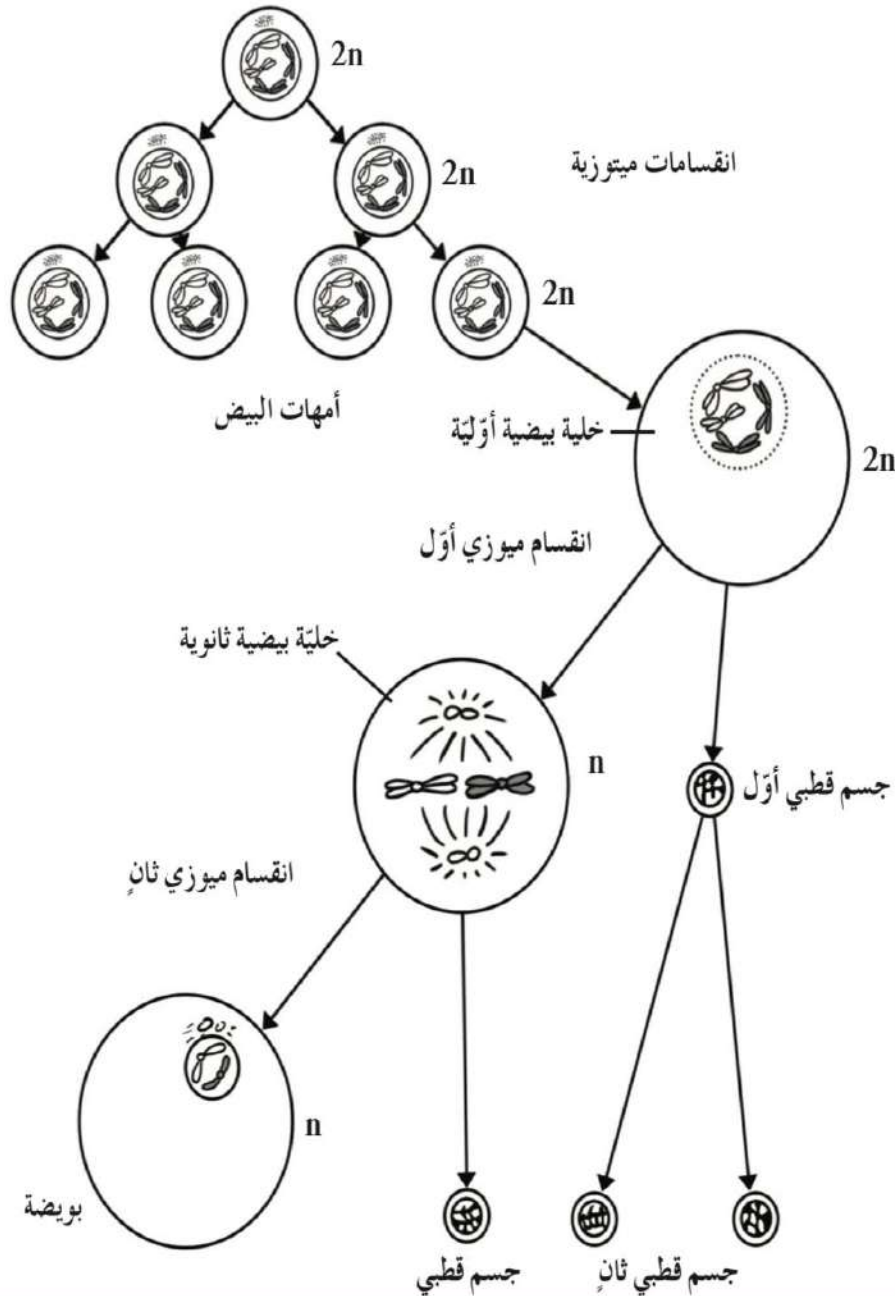 2n
انقسامات ميتوزية
2n
2n
أمهات البيض
خلية بيضية أوّليّة
2n
انقسام ميوزي أوّل
خليّة بيضية ثانوية
n
جسم قطبي أوّل
انقسام ميوزي ثانٍ
n
بويضة
جسم قطبي
جسم قطبي ثانٍ